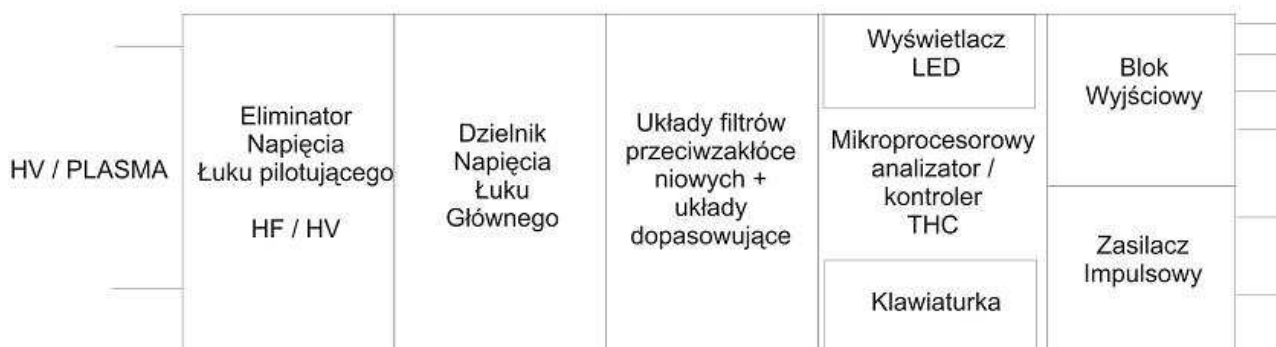 HV / PLASMA
Eliminator
Napięcia
Łuku pilotującego
HF / HV
Dzielnik
Napięcia
Łuku
Głównego
Układy filtrów
przeciwzakłóce
niowych +
układy
dopasowujące
Wyświetlacz
LED
Mikroprocesorowy
analizator /
kontroler
THC
Klawiaturka
Blok
Wyjściowy
Zasilacz
Impulsowy